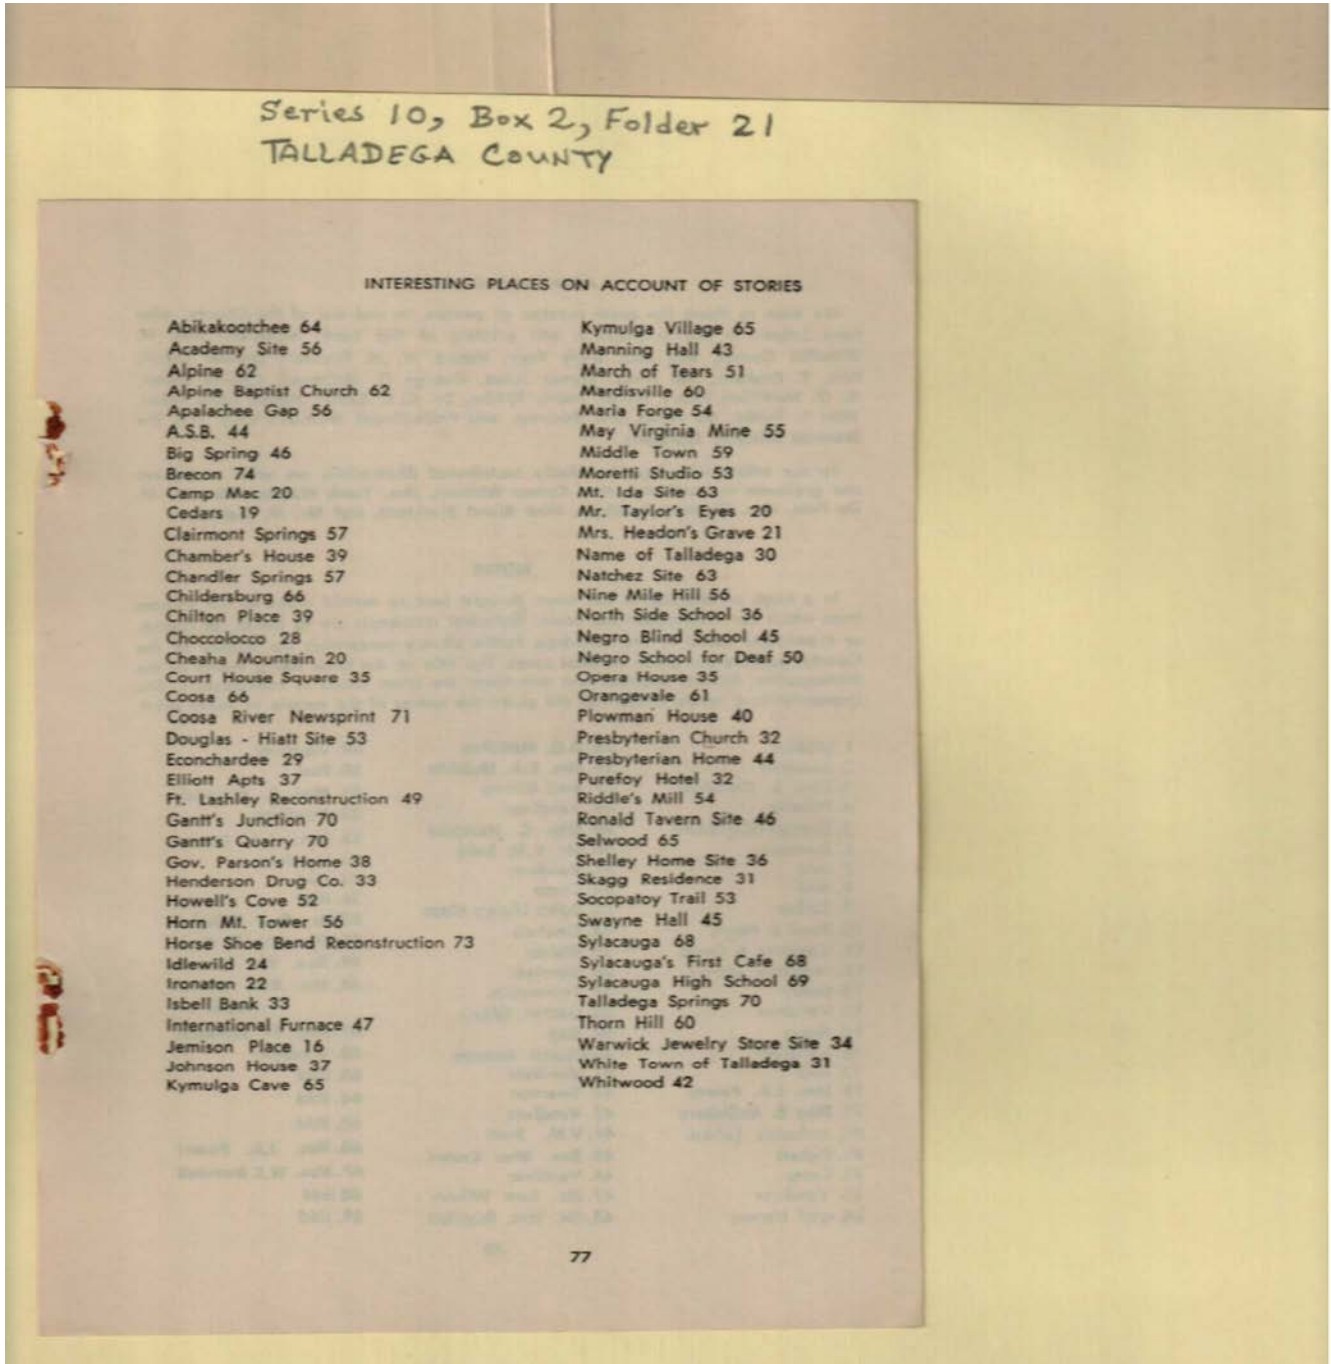 Series 10, Box 2, Folder 21
TALLADEGA COUNTY
INTERESTING PLACES ON ACCOUNT OF STORIES
Abikakootchee 64
Academy Site 56
Alpine 62
Alpine Baptist Church 62
Apalachee Gap 56
A.S.B. 44
Big Spring 46
Brecon 74
Camp Mac 20
Cedars 19
Clairmont Springs 57
Chamber's House 39
Chandler Springs 57
Childersburg 66
Chilton Place 39
Choccolocco 28
Cheaha Mountain 20
Court House Square 35
Coosa 66
Coosa River Newsprint 71
Douglas - Hiatt Site 53
Econchardee 29
Elliott Apts 37
Ft. Lashley Reconstruction 49
Gantt's Junction 70
Gantt's Quarry 70
Gov. Parson's Home 38
Henderson Drug Co. 33
Howell's Cove 52
Horn Mt. Tower 56
Horse Shoe Bend Reconstruction 73
Idlewild 24
Ironaton 22
Isbell Bank 33
International Furnace 47
Jemison Place 16
Johnson House 37
Kymulga Cave 65
Kymulga Village 65
Manning Hall 43
March of Tears 51
Mardisville 60
Maria Forge 54
May Virginia Mine 55
Middle Town 59
Moretti Studio 53
Mt. Ida Site 63
Mr. Taylor's Eyes 20
Mrs. Headon's Grave 21
Name of Talladega 30
Natchez Site 63
Nine Mile Hill 56
North Side School 36
Negro Blind School 45
Negro School for Deaf 50
Opera House 35
Orangevale 61
Plowman House 40
Presbyterian Church 32
Presbyterian Home 44
Purefoy Hotel 32
Riddle's Mill 54
Ronald Tavern Site 46
Selwood 65
Shelley Home Site 36
Skagg Residence 31
Socopatoy Trail 53
Swayne Hall 45
Sylacauga 68
Sylacauga's First Cafe 68
Sylacauga High School 69
Talladega Springs 70
Thorn Hill 60
Warwick Jewelry Store Site 34
White Town of Talladega 31
Whitwood 42
77